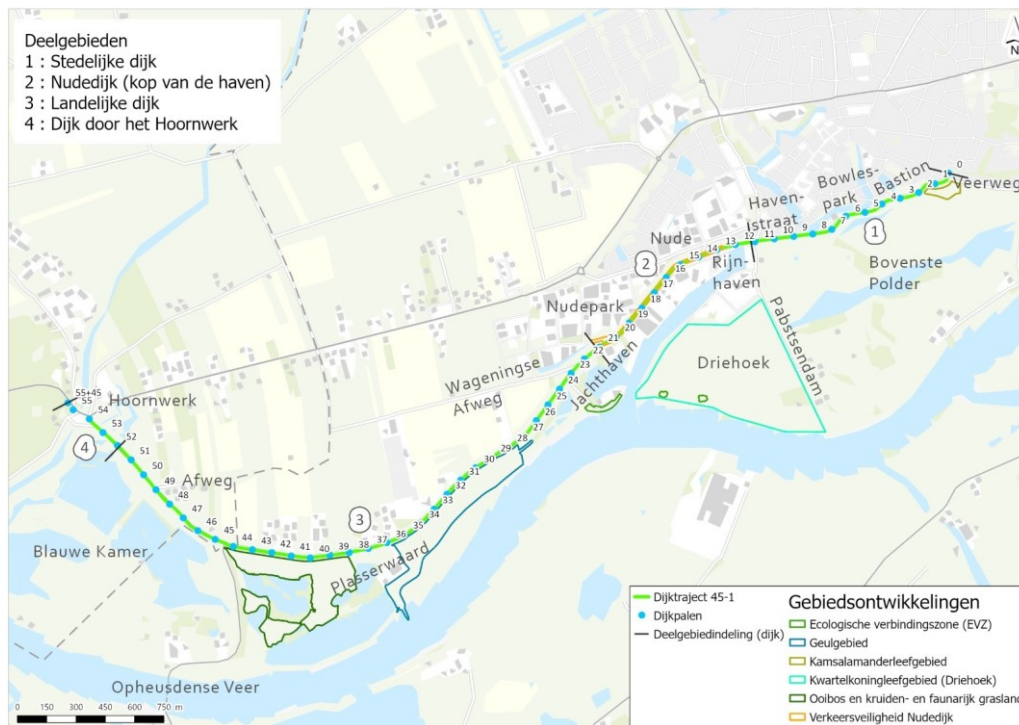 Deelgebieden
1 : Stedelijke dijk
2 : Nudedijk (kop van de haven)
3 : Landelijke dijk
4 : Dijk door het Hoornwerk
N
0
1
2
3
4
5
6
7
8
9
10
11
12
13
14
15
16
17
18
19
20
21
22
23
24
25
26
27
28
29
30
31
32
33
34
35
36
37
38
39
40
41
42
43
44
45
46
47
48
49
50
51
52
53
54
55
55+45
Veerweg
Bastion
Bowles-
park
Haven-
straat
1
Nude
2
Rijn-
haven
Bovenste
Polder
Nudepark
Pabstsendam
Driehoek
Jachthaven
Wageningse
Afweg
Hoornwerk
4
Afweg
3
Blauwe Kamer
Plasserwaard
Opheusdense Veer
0 150 300 450 600 750 m
Dijktraject 45-1
Dijkpalen
Deelgebiedindeling (dijk)
Gebiedsontwikkelingen
Ecologische verbindingszone (EVZ)
Geulgebied
Kamsalamanderleefgebied
Kwartelkoningleefgebied (Driehoek)
Ooibos en kruiden- en faunarijk grasland
Verkeersveiligheid Nudedijk